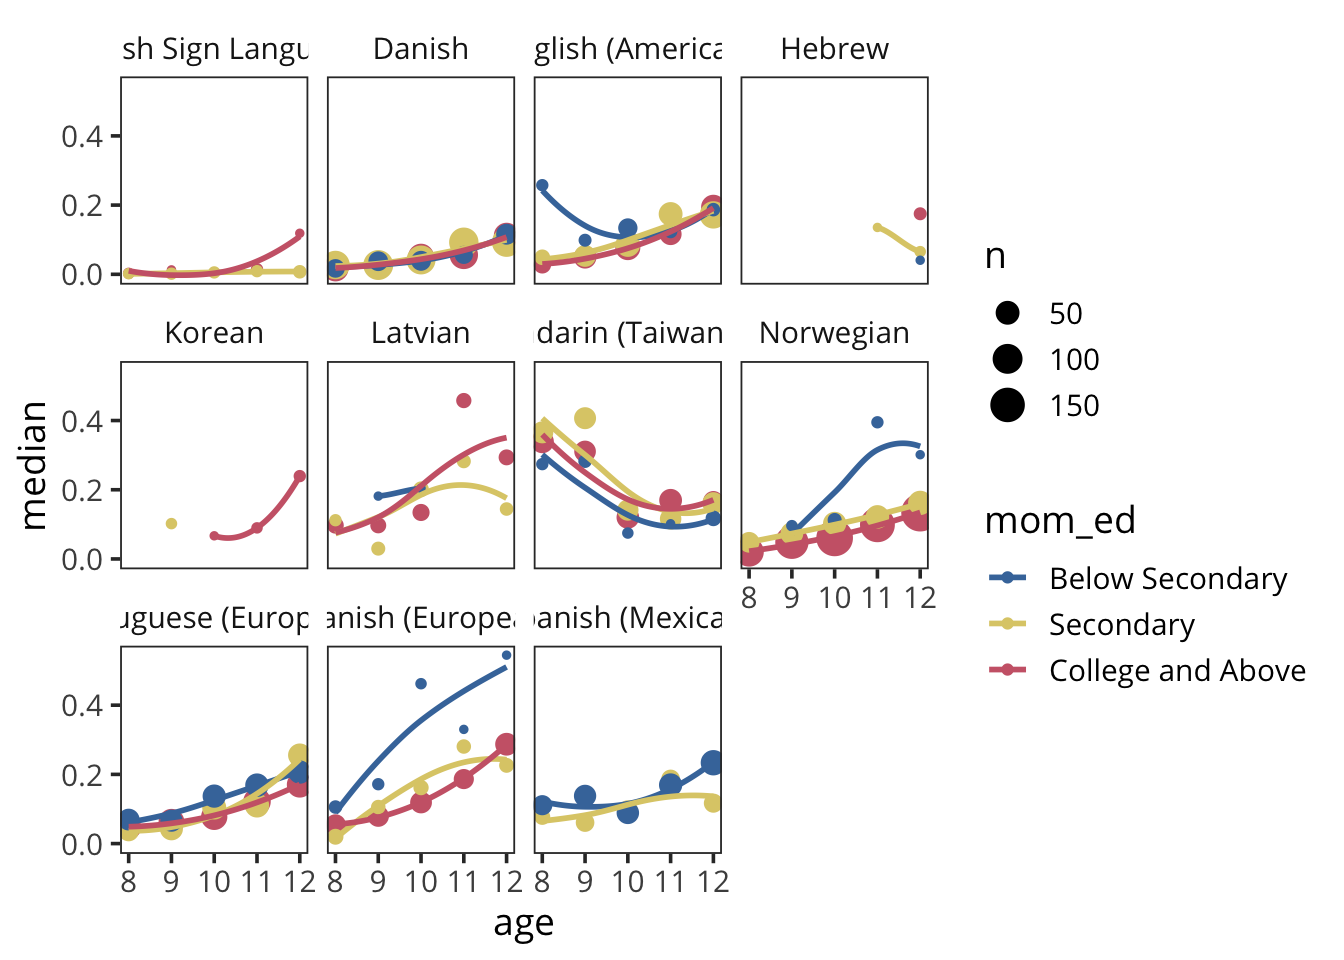 sh Sign Langu
Danish
glish (America
Hebrew
0.4
0.2
0.0
Korean
Latvian
darin (Taiwan
Norwegian
0.4
0.2
0.0
8 9 10 11 12
uguese (Europ
anish (Europea
panish (Mexica
0.4
0.2
0.0
8 9 10 11 12
8 9 10 11 12
8 9 10 11 12
age
median
n
50
100
150
mom_ed
Below Secondary
Secondary
College and Above